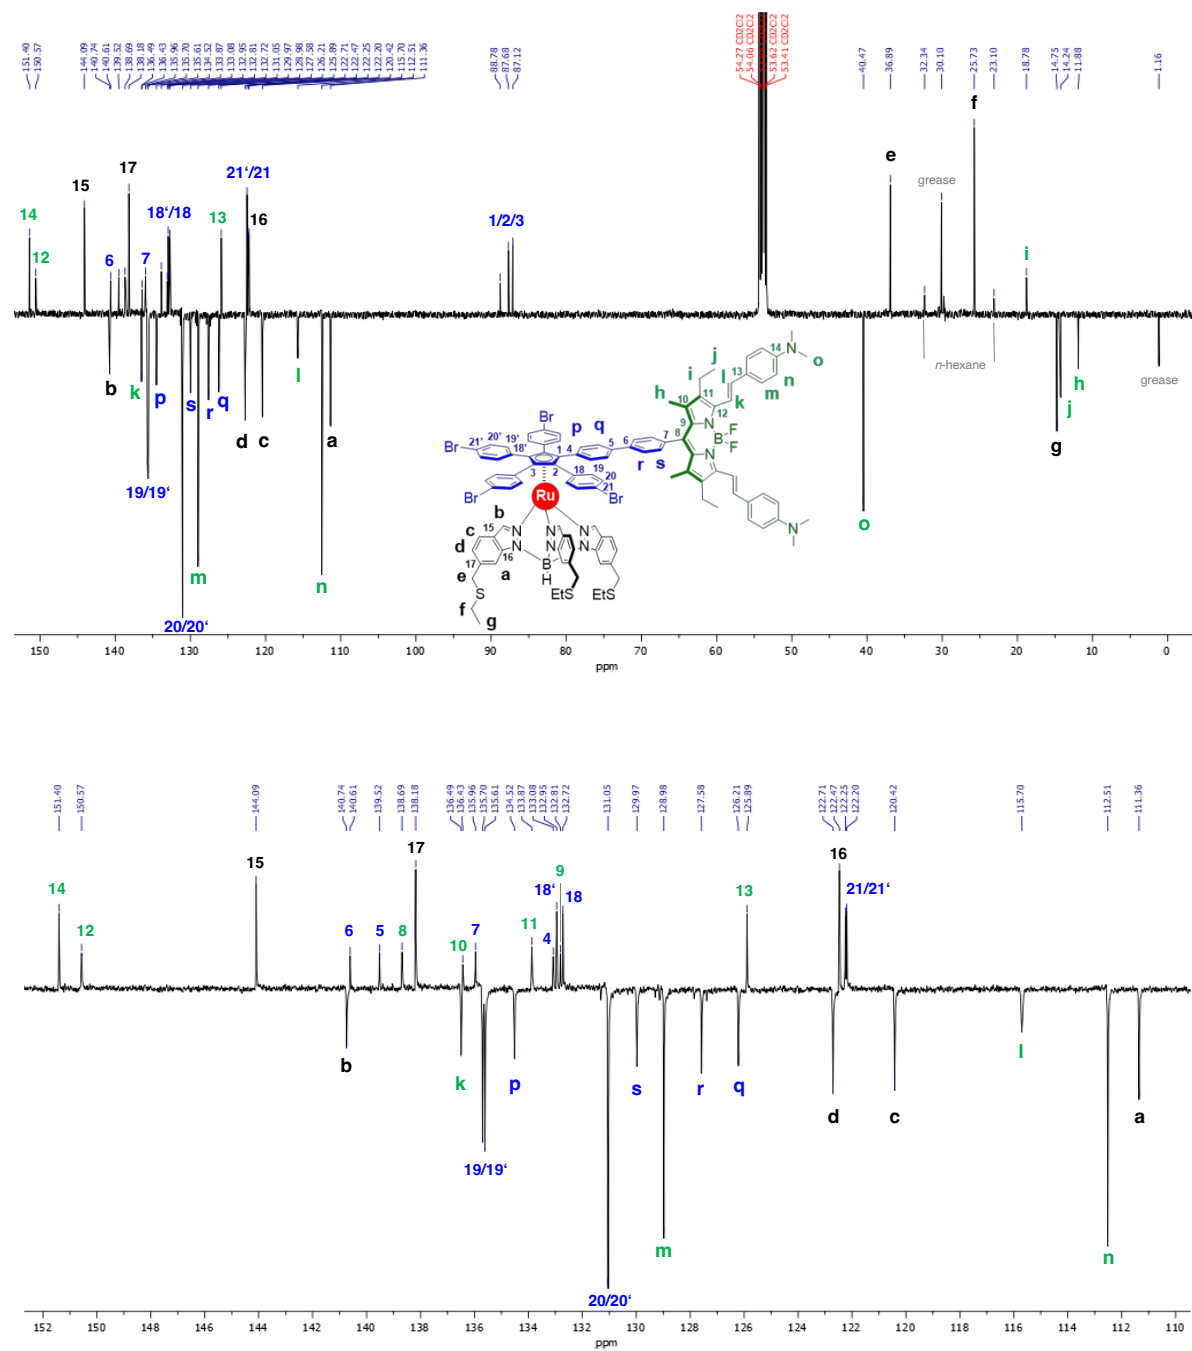 151.40
150.57
144.09
140.74
140.61
139.52
138.69
138.18
136.49
136.43
135.96
135.70
135.61
134.52
133.87
133.08
132.95
132.81
132.72
131.05
129.97
128.98
127.58
126.21
125.89
122.71
122.47
122.25
122.20
120.42
115.70
112.51
111.36
88.78
87.68
87.12
54.27 CD2Cl2
54.06 CD2Cl2
53.62 CD2Cl2
53.41 CD2Cl2
40.47
36.89
32.34
30.10
25.73
23.10
18.78
14.75
14.24
11.88
1.16
14
12
15
6
17
7
18‘/18
13
21‘/21
16
1/2/3
e
grease
f
i
b
k
p
19/19‘
s
r
q
m
20/20‘
d
c
l
n
a
o
n-hexane
g
j
h
grease
j
i
l
h
k
m
n
o
14
13
12
11
10
9
8
N
N
B
F
F
N
N
Br
Br
Br
Br
21'
20'
19'
18'
p
q
r
s
1
2
3
4
5
6
7
18
19
20
21
Ru
b
c
d
e
f
g
a
15
16
17
N
N
N
N
N
N
B
H
S
EtS
EtS
150 140 130 120 110 100 90 80 70 60 50 40 30 20 10 0
ppm
151.40
150.57
144.09
140.74
140.61
139.52
138.69
138.18
136.49
136.43
135.96
135.70
135.61
134.52
133.87
133.08
132.95
132.81
132.72
131.05
129.97
128.98
127.58
126.21
125.89
122.71
122.47
122.25
122.20
120.42
115.70
112.51
111.36
14
12
15
6
5
8
17
10
7
11
4
18‘
9
18
13
16
21/21‘
b
k
19/19‘
p
20/20‘
s
m
r
q
d
c
l
n
a
152 150 148 146 144 142 140 138 136 134 132 130 128 126 124 122 120 118 116 114 112 110
ppm